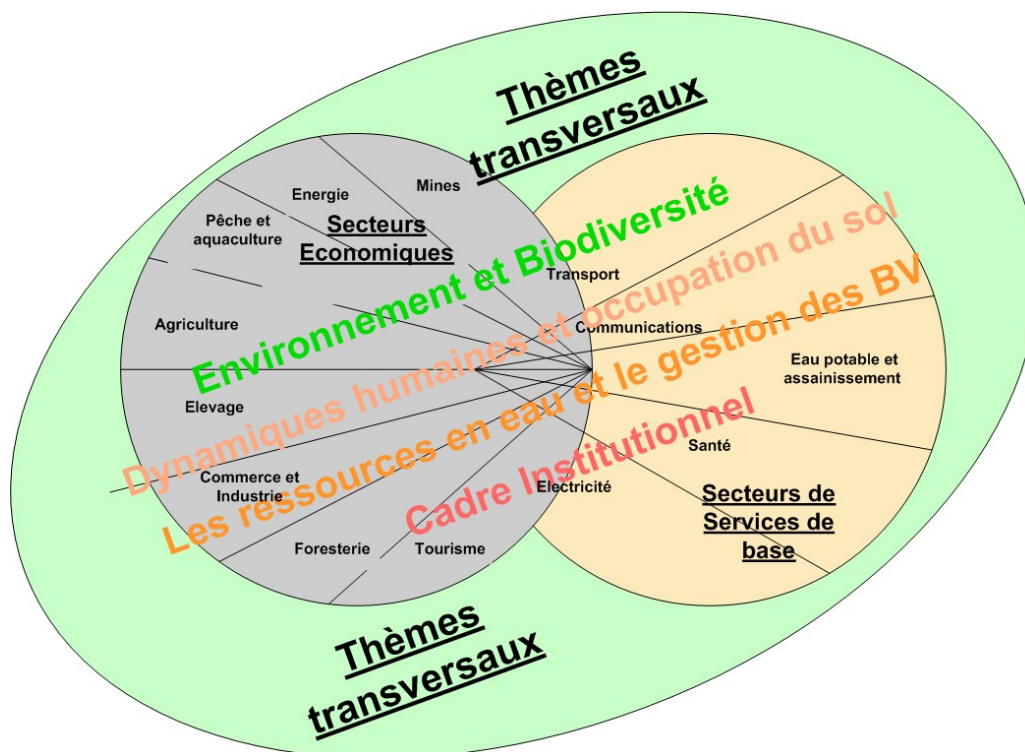 Thèmes
transversaux
Mines
Energie
Pêche et
aquaculture
Secteurs
Economiques
Environnement et Biodiversité
Transport
Dynamiques humaines et occupation du sol
Agriculture
Communications
Les ressources en eau et le gestion des BV
Eau potable et
assainissement
Elevage
Cadre Institutionnel
Santé
Commerce et
Industrie
Electricité
Secteurs de
Services de
base
Foresterie
Tourisme
Thèmes
transversaux